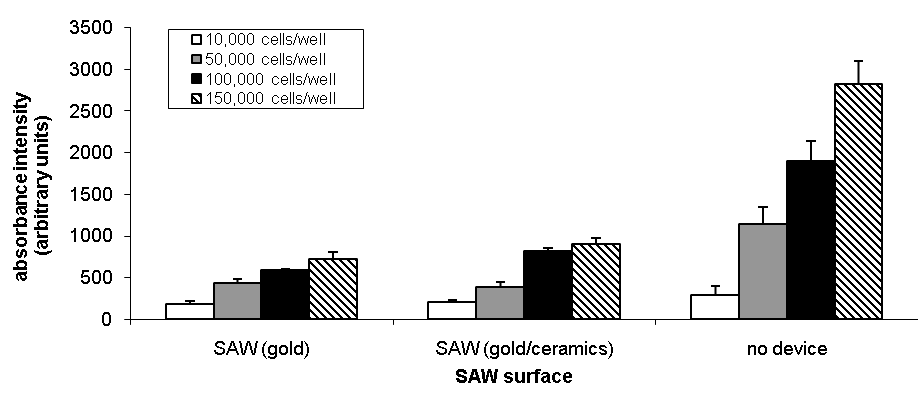 3500
3000
2500
2000
1500
1000
500
0
absorbance intensity
(arbitrary units)
10,000 cells/well
50,000 cells/well
100,000 cells/well
150,000 cells/well
SAW (gold)
SAW (gold/ceramics)
no device
SAW surface